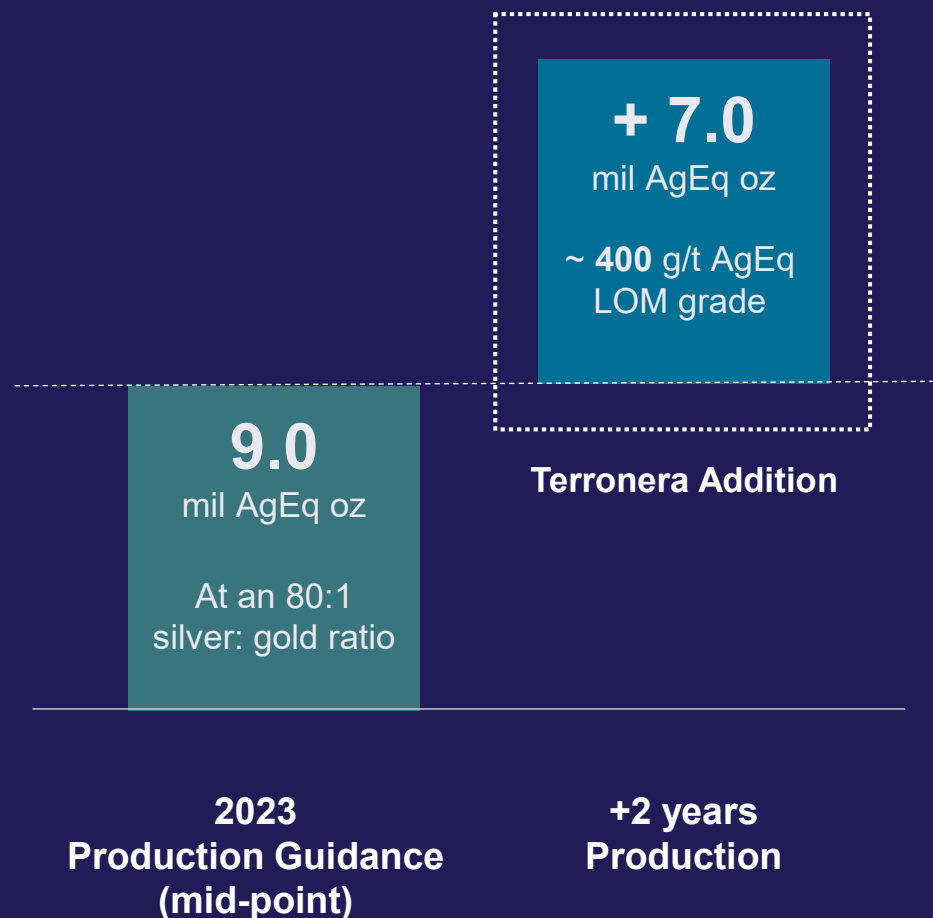 + 7.0
mil AgEq oz
~ 400 g/t AgEq
LOM grade
9.0
mil AgEq oz
At an 80:1
silver: gold ratio
Terronera Addition
2023
Production Guidance
(mid-point)
+2 years
Production